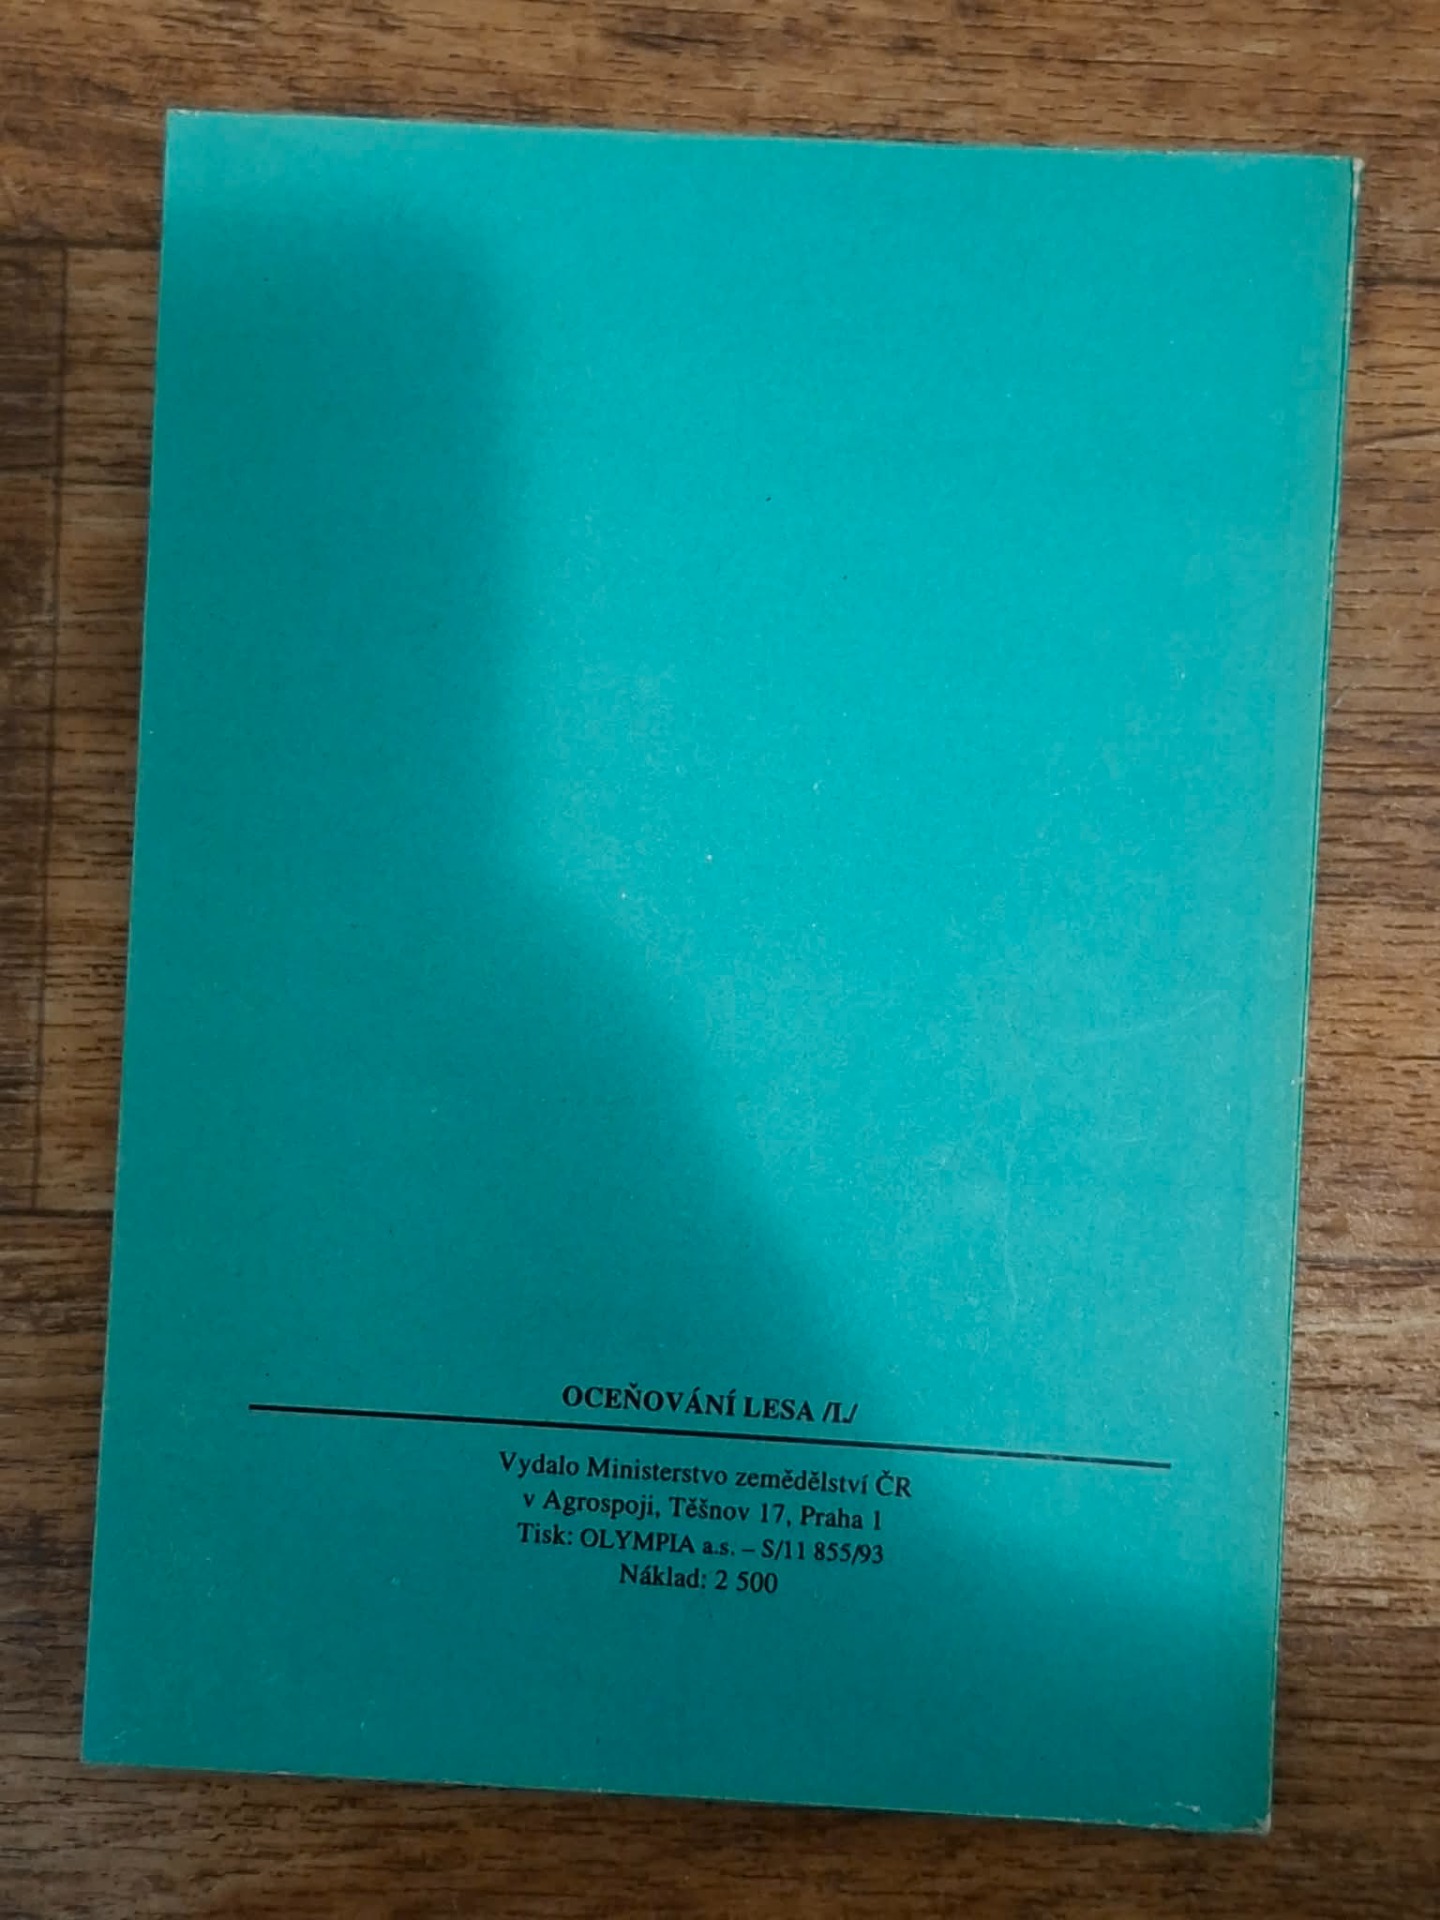 OCEŇOVÁNÍ LESA /I./
Vydalo Ministerstvo zemědělství ČR
v Agrospoji, Těšnov 17, Praha 1
Tisk: OLYMPIA a.s. – S/11 855/93
Náklad: 2 500